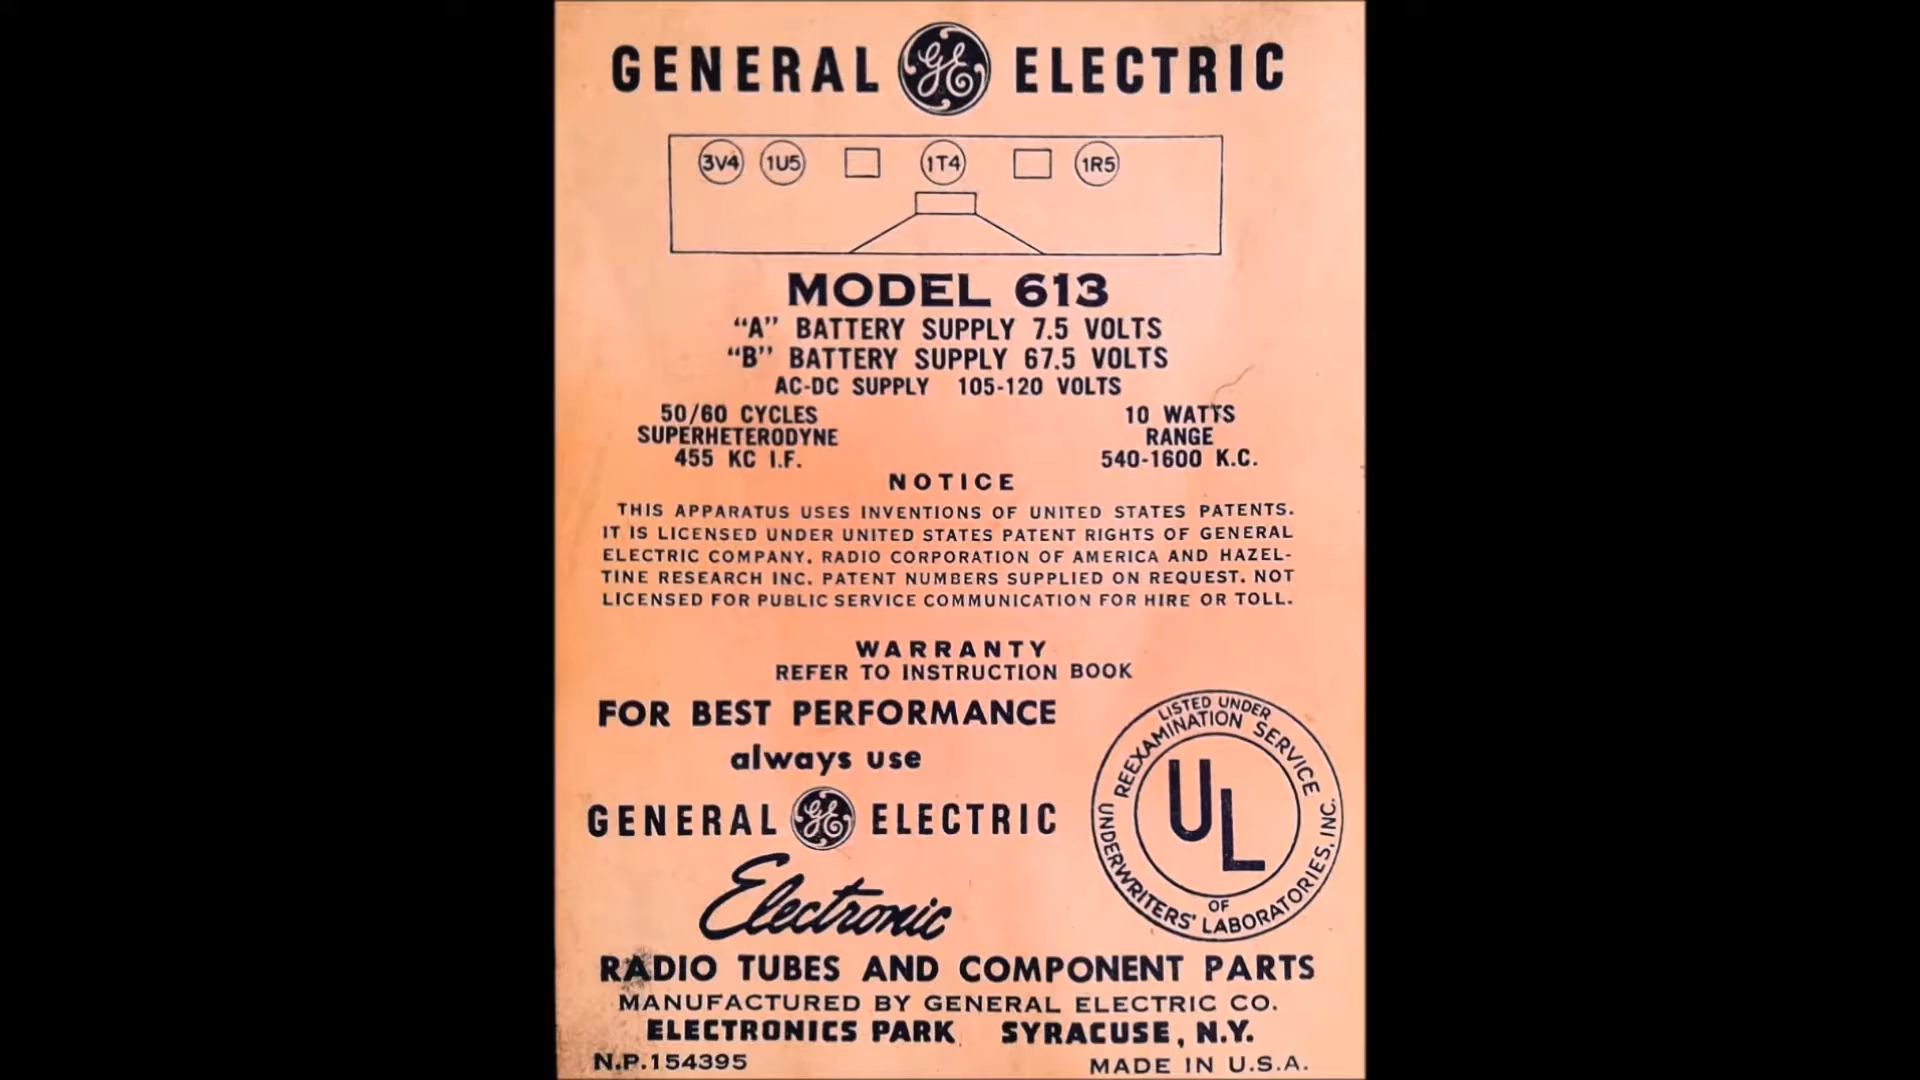 GENERAL GE ELECTRIC
3V4 1U5 1T4 1R5
MODEL 613
“A” BATTERY SUPPLY 7.5 VOLTS
“B” BATTERY SUPPLY 67.5 VOLTS
AC-DC SUPPLY 105-120 VOLTS
50/60 CYCLES
SUPERHETERODYNE
455 KC I.F.
10 WATTS
RANGE
540-1600 K.C.
NOTICE
THIS APPARATUS USES INVENTIONS OF UNITED STATES PATENTS.
IT IS LICENSED UNDER UNITED STATES PATENT RIGHTS OF GENERAL
ELECTRIC COMPANY, RADIO CORPORATION OF AMERICA AND HAZEL-
TINE RESEARCH INC. PATENT NUMBERS SUPPLIED ON REQUEST. NOT
LICENSED FOR PUBLIC SERVICE COMMUNICATION FOR HIRE OR TOLL.
WARRANTY
REFER TO INSTRUCTION BOOK
FOR BEST PERFORMANCE
always use
GENERAL GE ELECTRIC
Electronic
LISTED UNDER
REEXAMINATION SERVICE
UL
OF
UNDERWRITERS' LABORATORIES, INC.
RADIO TUBES AND COMPONENT PARTS
MANUFACTURED BY GENERAL ELECTRIC CO.
ELECTRONICS PARK SYRACUSE, N.Y.
N.P.154395
MADE IN U.S.A.